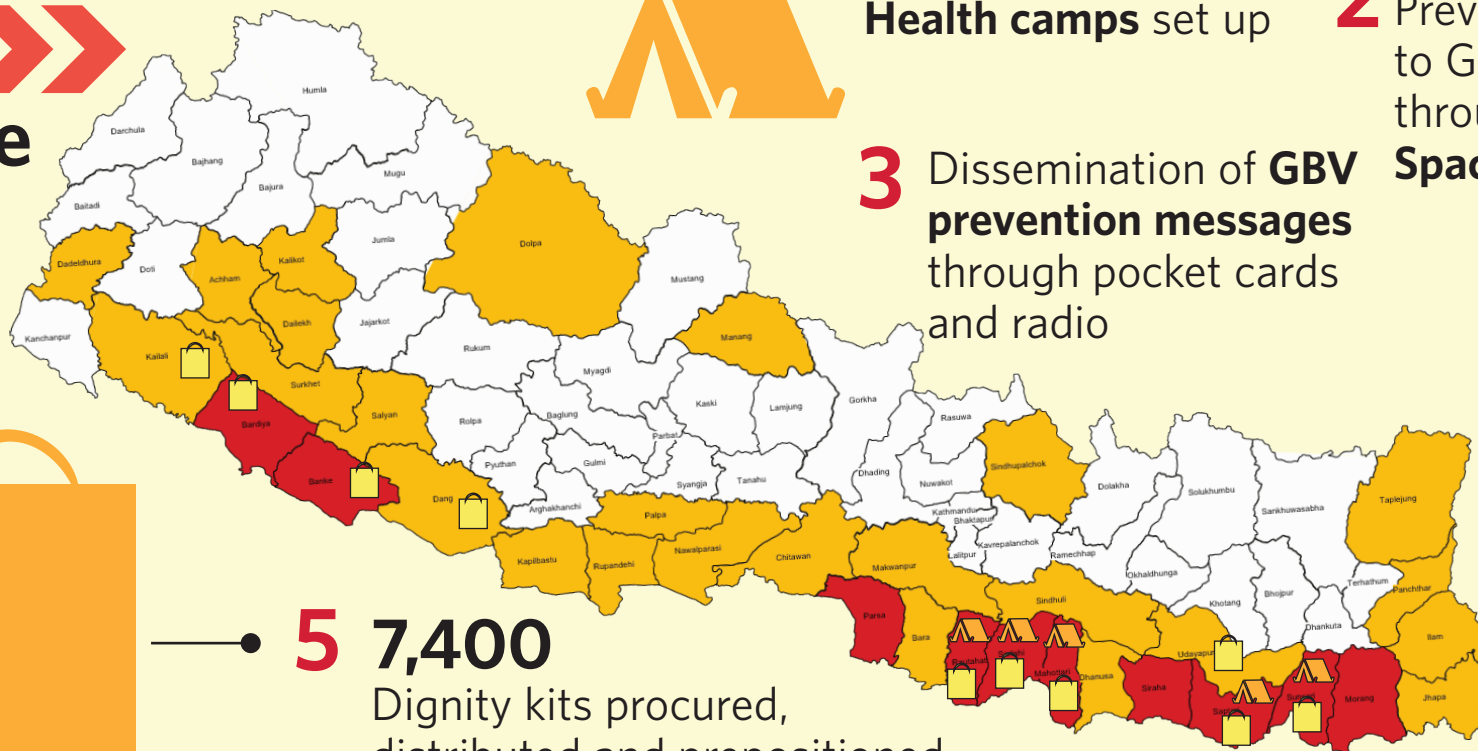 e
Health camps set up
2 Prev
to G
throu
Spac
3 Dissemination of GBV
prevention messages
through pocket cards
and radio
Humla
Darchula
Bajhang
Mugu
Bajura
Baitadi
Jumla
Dolpa
Dadeldhura
Doti
Kalikot
Achham
Mustang
Dailekh
Jajarkot
Kanchanpur
Manang
Kailali
Rukum
Surkhet
Myagdi
Kaski
Lamjung
Gorkha
Salyan
Baglung
Rasuwa
Bardiya
Rolpa
Parbat
Pyuthan
Gulmi
Dhading
Sindhupalchok
Banke
Syangja
Tanahu
Nuwakot
Dolakha
Solukhumbu
Dang
Arghakhanchi
Palpa
Kathmandu
Bhaktapur
Sankhuwasabha
Taplejung
Kapilbastu
Rupandehi
Nawalparasi
Chitawan
Lalitpur
Kavrepalanchok
Ramechhap
Makwanpur
Okhaldhunga
Terhathum
Panchthar
Sindhuli
Khotang
Bhojpur
Parsa
Bara
Dhankuta
Ilam
Rautahat
Mahottari
Udayapur
Dhanusa
Siraha
Morang
Jhapa
5 7,400
Dignity kits procured,
distributed and prepositioned